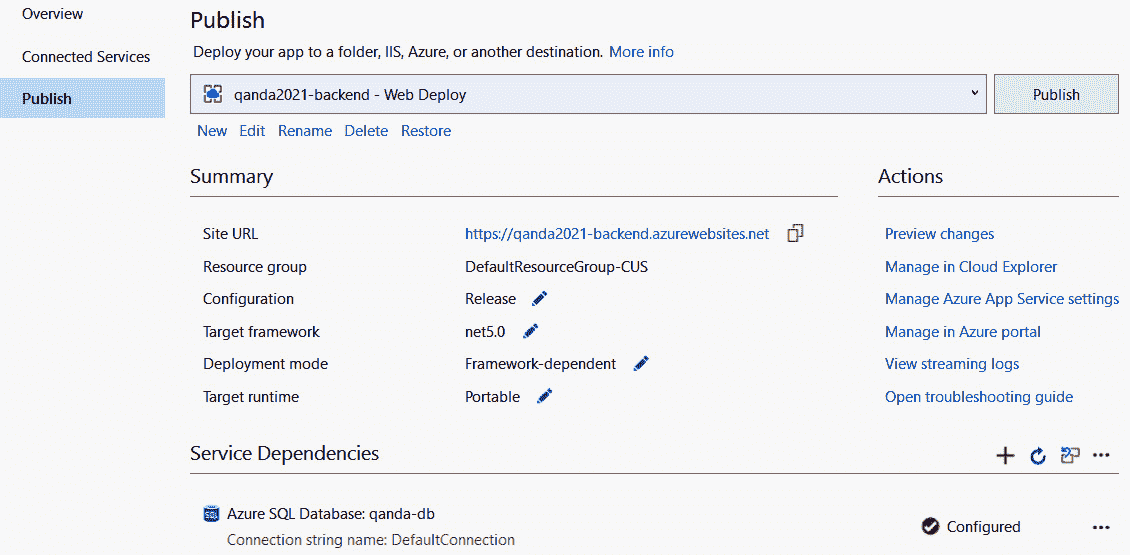 Overview
Connected Services
Publish
Publish
Deploy your app to a folder, IIS, Azure, or another destination. More info
qanda2021-backend - Web Deploy
Publish
New Edit Rename Delete Restore
Summary
Site URL https://qanda2021-backend.azurewebsites.net
Resource group DefaultResourceGroup-CUS
Configuration Release
Target framework net5.0
Deployment mode Framework-dependent
Target runtime Portable
Actions
Preview changes
Manage in Cloud Explorer
Manage Azure App Service settings
Manage in Azure portal
View streaming logs
Open troubleshooting guide
Service Dependencies
SQL
Azure SQL Database: qanda-db
Connection string name: DefaultConnection
Configured